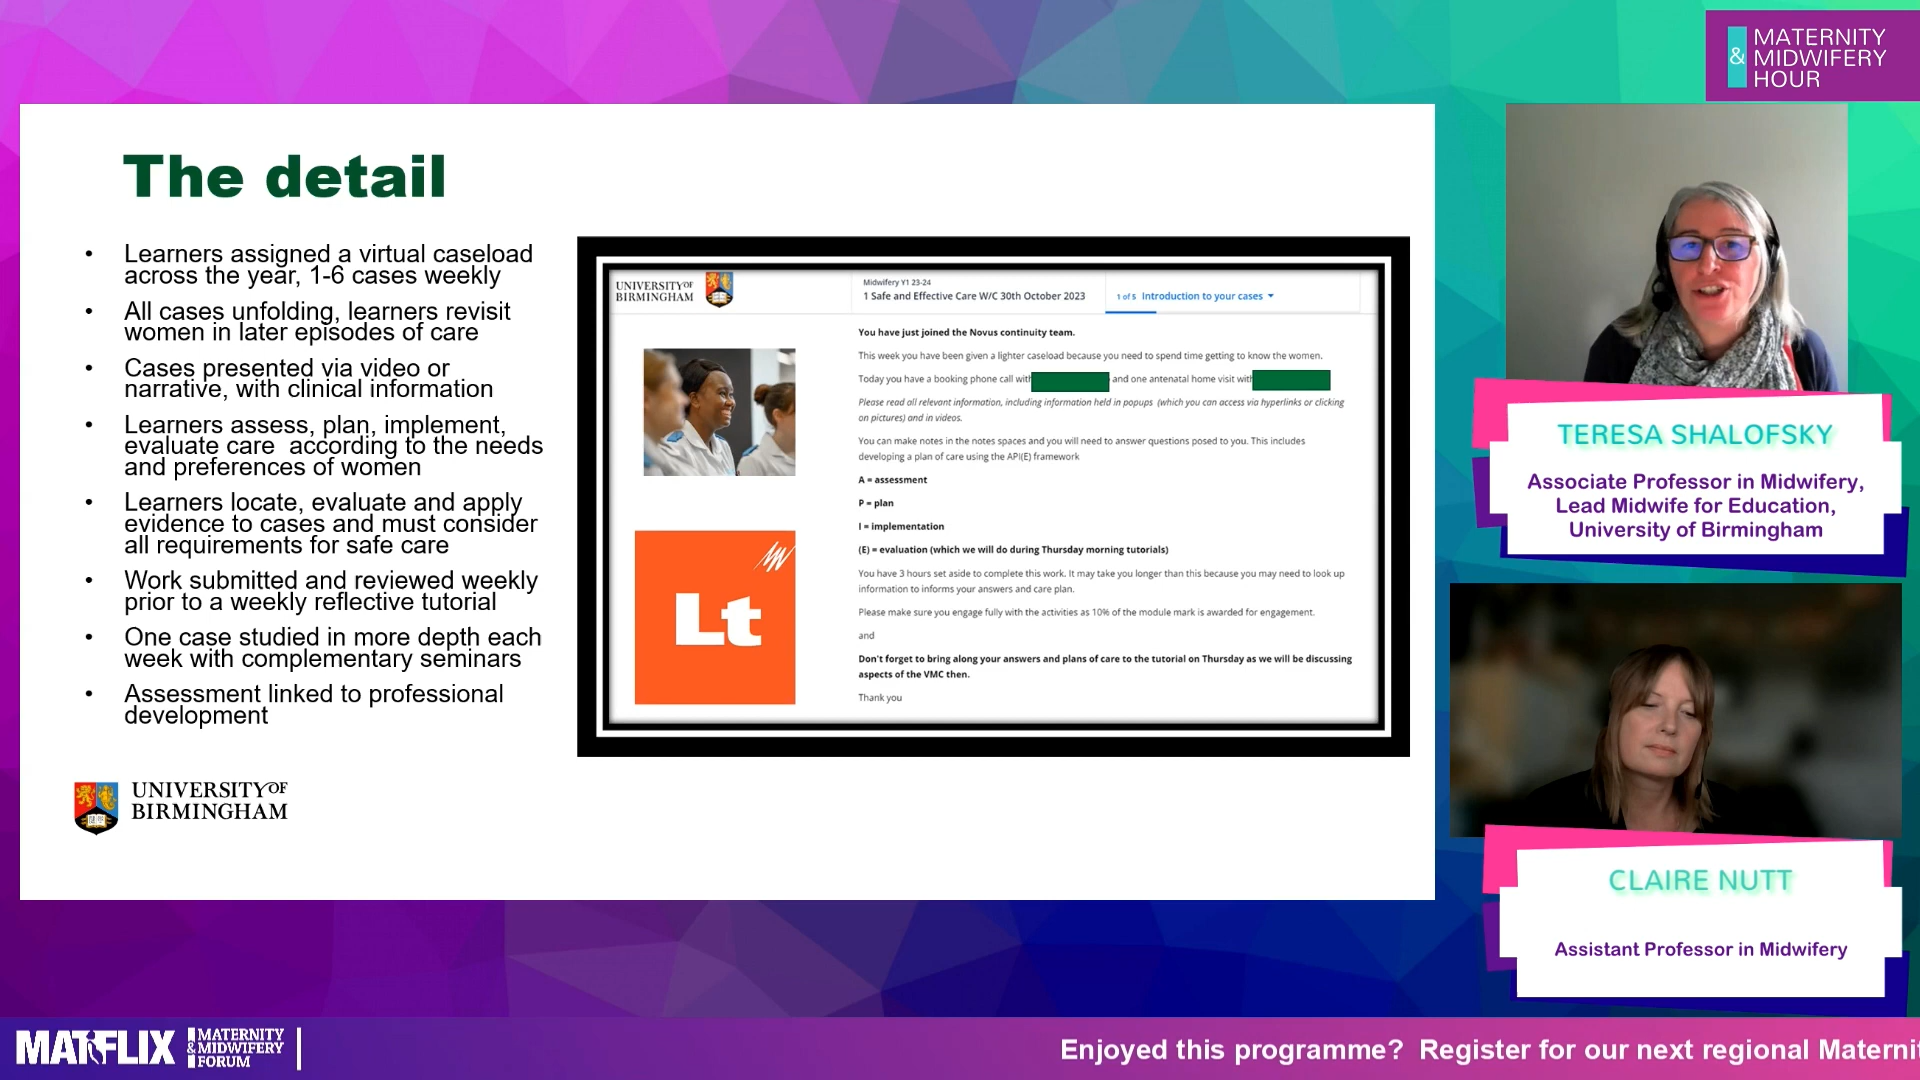 MATERNITY
& MIDWIFERY
HOUR
The detail
• Learners assigned a virtual caseload
across the year, 1-6 cases weekly
• All cases unfolding, learners revisit
women in later episodes of care
• Cases presented via video or
narrative, with clinical information
• Learners assess, plan, implement,
evaluate care according to the needs
and preferences of women
• Learners locate, evaluate and apply
evidence to cases and must consider
all requirements for safe care
• Work submitted and reviewed weekly
prior to a weekly reflective tutorial
• One case studied in more depth each
week with complementary seminars
• Assessment linked to professional
development
UNIVERSITY OF
BIRMINGHAM
UNIVERSITY OF
BIRMINGHAM
Midwifery Y1 23-24
1 Safe and Effective Care W/C 30th October 2023
1 of 5 Introduction to your cases
You have just joined the Novus continuity team.
This week you have been given a lighter caseload because you need to spend time getting to know the women.
Today you have a booking phone call with and one antenatal home visit with
Please read all relevant information, including information held in popups (which you can access via hyperlinks or clicking
on pictures) and in videos.
You can make notes in the notes spaces and you will need to answer questions posed to you. This includes
developing a plan of care using the API(E) framework
A = assessment
P = plan
I = implementation
(E) = evaluation (which we will do during Thursday morning tutorials)
You have 3 hours set aside to complete this work. It may take you longer than this because you may need to look up
information to informs your answers and care plan.
Please make sure you engage fully with the activities as 10% of the module mark is awarded for engagement.
and
Don't forget to bring along your answers and plans of care to the tutorial on Thursday as we will be discussing
aspects of the VMC then.
Thank you
Lt
TERESA SHALOFSKY
Associate Professor in Midwifery,
Lead Midwife for Education,
University of Birmingham
CLAIRE NUTT
Assistant Professor in Midwifery
MATFLIX
MATERNITY
& MIDWIFERY
FORUM
Enjoyed this programme? Register for our next regional Materni